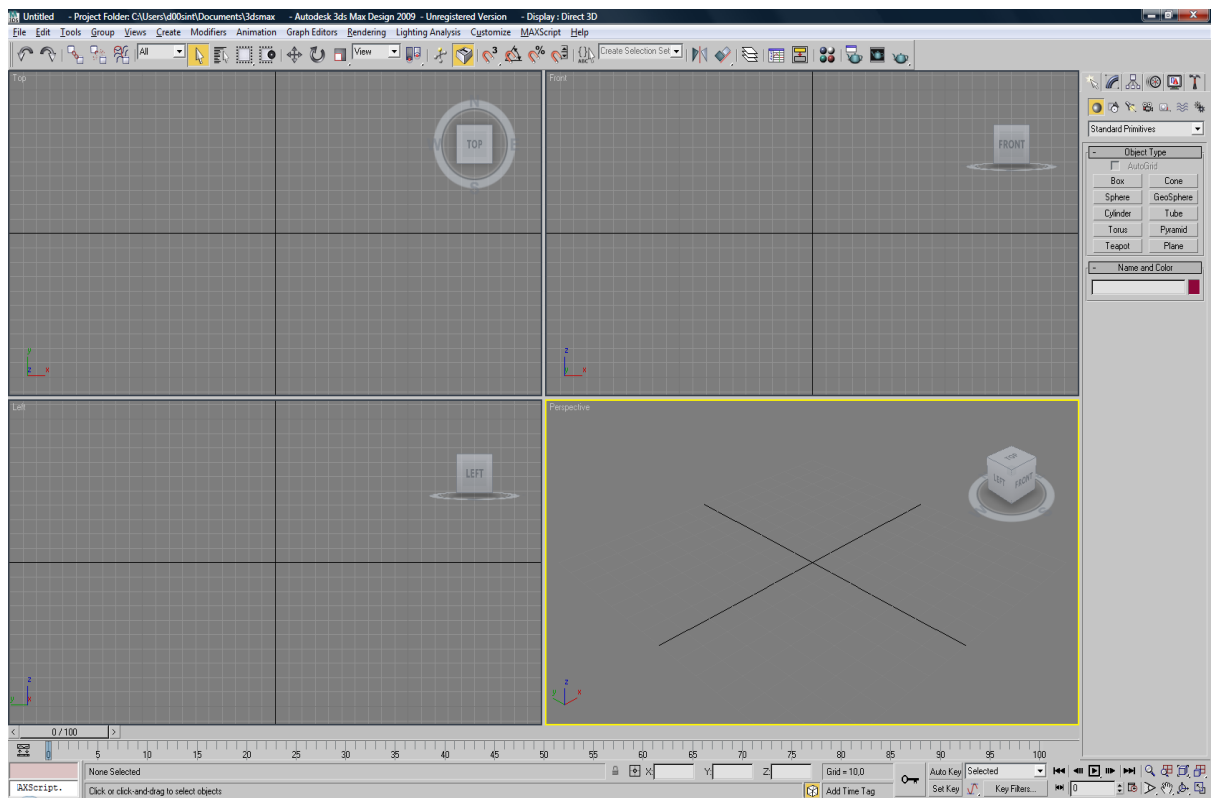 Untitled - Project Folder: C:\Users\d00sint\Documents\3dsmax - Autodesk 3ds Max Design 2009 - Unregistered Version - Display : Direct 3D
File Edit Tools Group Views Create Modifiers Animation Graph Editors Rendering Lighting Analysis Customize MAXScript Help
All View 3 % ABC Create Selection Set
Top Front
N
TOP FRONT
S
Standard Primitives
- Object Type
AutoGrid
Box Cone
Sphere GeoSphere
Cylinder Tube
Torus Pyramid
Teapot Plane
- Name and Color
y z
z x x
Left Perspective
LEFT
TOP
LEFT FRONT
S
z z
y x y x
< 0 / 100 >
0 5 10 15 20 25 30 35 40 45 50 55 60 65 70 75 80 85 90 95 100
None Selected X: Y: Z: Grid = 10,0 Auto Key Selected
AXScript. Click or click-and-drag to select objects Add Time Tag Set Key Key Filters... 0